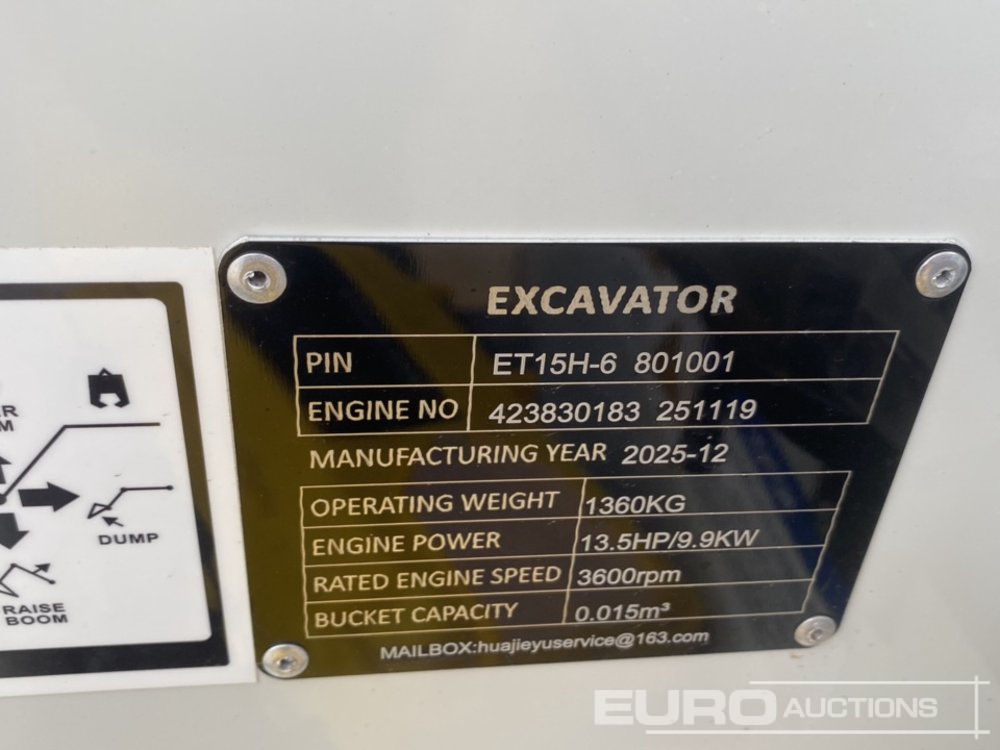 EXCAVATOR
PIN ET15H-6 801001
ENGINE NO 423830183 251119
MANUFACTURING YEAR 2025-12
OPERATING WEIGHT 1360KG
ENGINE POWER 13.5HP/9.9KW
RATED ENGINE SPEED 3600rpm
BUCKET CAPACITY 0.015m³
MAILBOX:huajieyuservice@163.com
DUMP
RAISE
BOOM
EURO AUCTIONS